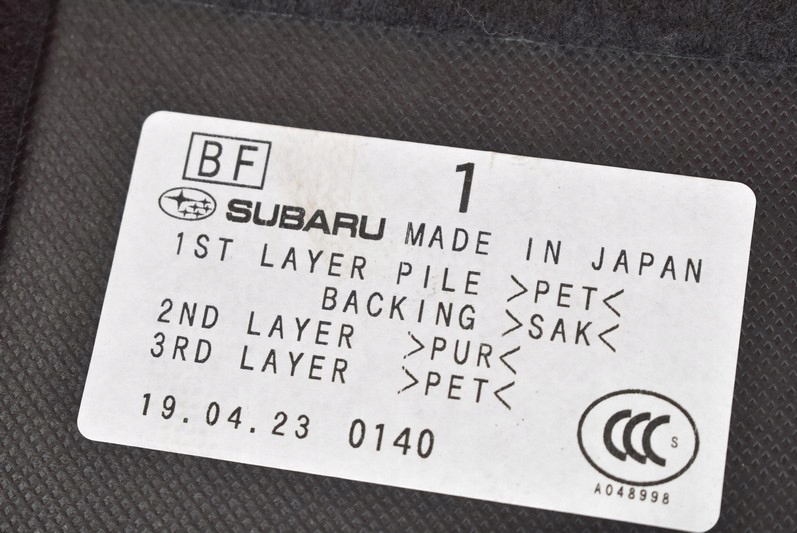 BF
1
SUBARU MADE IN JAPAN
1ST LAYER PILE >PET<
BACKING >SAK<
2ND LAYER >PUR<
3RD LAYER >PET<
19.04.23 0140
CCC S
A048998